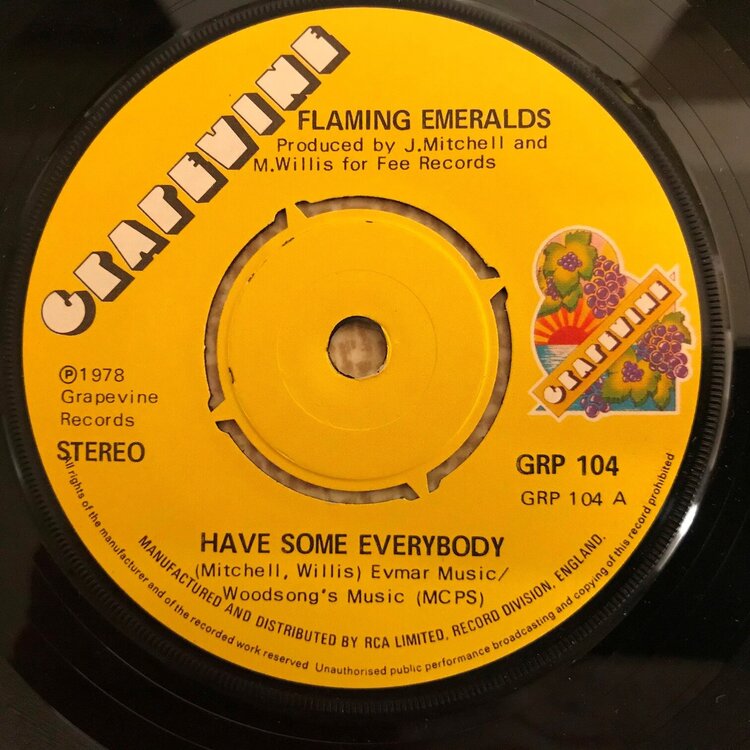 GRAPEVINE
FLAMING EMERALDS
Produced by J.Mitchell and
M.Willis for Fee Records
GRAPEVINE
℗1978
Grapevine
Records
STEREO
GRP 104
GRP 104 A
HAVE SOME EVERYBODY
(Mitchell, Willis) Evmar Music/
Woodsong's Music (MCPS)
MANUFACTURED AND DISTRIBUTED BY RCA LIMITED, RECORD DIVISION, ENGLAND.
All rights of the manufacturer and of the recorded work reserved Unauthorised public performance broadcasting and copying of this record prohibited